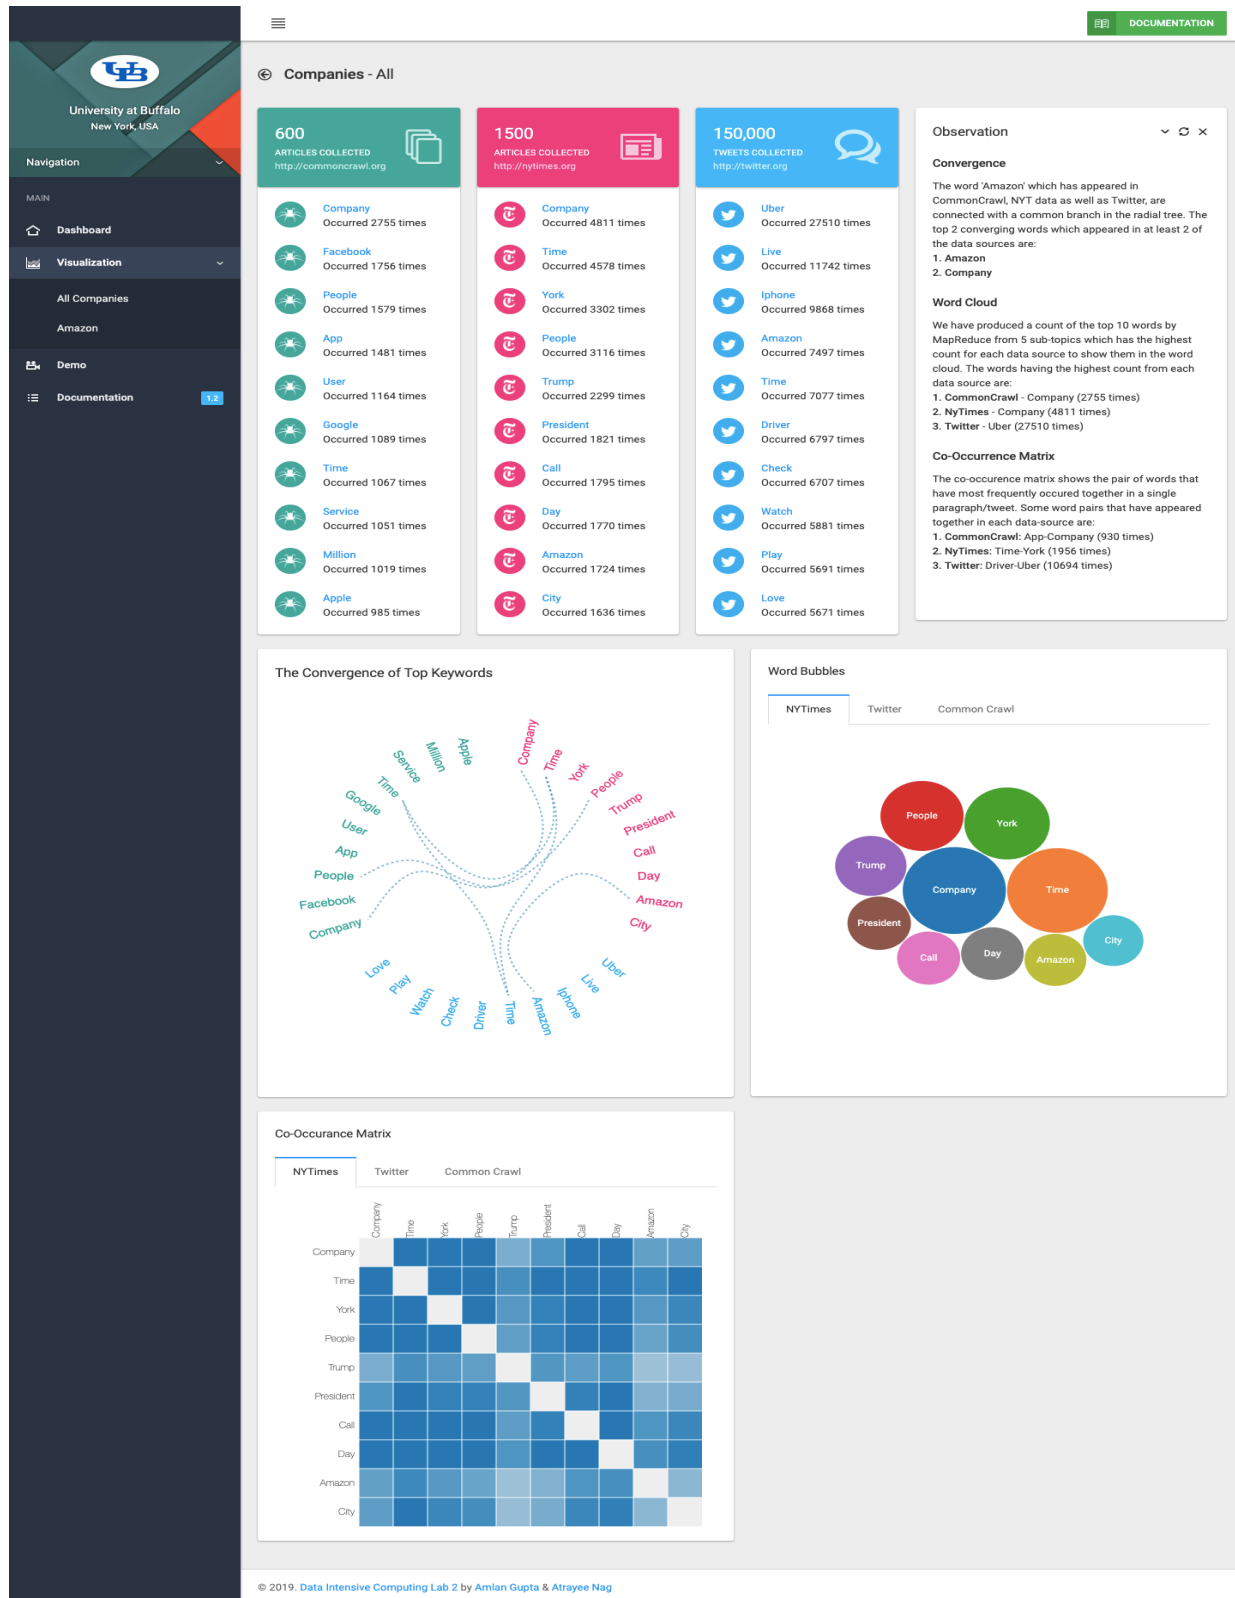 DOCUMENTATION
UB
University at Buffalo
New York, USA
Navigation
MAIN
Dashboard
Visualization
All Companies
Amazon
Demo
Documentation
1.2
Companies - All
600
ARTICLES COLLECTED
http://commoncrawl.org
Company
Occurred 2755 times
Facebook
Occurred 1756 times
People
Occurred 1579 times
App
Occurred 1481 times
User
Occurred 1164 times
Google
Occurred 1089 times
Time
Occurred 1067 times
Service
Occurred 1051 times
Million
Occurred 1019 times
Apple
Occurred 985 times
1500
ARTICLES COLLECTED
http://nytimes.org
Company
Occurred 4811 times
Time
Occurred 4578 times
York
Occurred 3302 times
People
Occurred 3116 times
Trump
Occurred 2299 times
President
Occurred 1821 times
Call
Occurred 1795 times
Day
Occurred 1770 times
Amazon
Occurred 1724 times
City
Occurred 1636 times
150,000
TWEETS COLLECTED
http://twitter.org
Uber
Occurred 27510 times
Live
Occurred 11742 times
Iphone
Occurred 9868 times
Amazon
Occurred 7497 times
Time
Occurred 7077 times
Driver
Occurred 6797 times
Check
Occurred 6707 times
Watch
Occurred 5881 times
Play
Occurred 5691 times
Love
Occurred 5671 times
Observation
Convergence
The word 'Amazon' which has appeared in
CommonCrawl, NYT data as well as Twitter, are
connected with a common branch in the radial tree. The
top 2 converging words which appeared in at least 2 of
the data sources are:
1. Amazon
2. Company
Word Cloud
We have produced a count of the top 10 words by
MapReduce from 5 sub-topics which has the highest
count for each data source to show them in the word
cloud. The words having the highest count from each
data source are:
1. CommonCrawl - Company (2755 times)
2. NyTimes - Company (4811 times)
3. Twitter - Uber (27510 times)
Co-Occurrence Matrix
The co-occurence matrix shows the pair of words that
have most frequently occured together in a single
paragraph/tweet. Some word pairs that have appeared
together in each data-source are:
1. CommonCrawl: App-Company (930 times)
2. NyTimes: Time-York (1956 times)
3. Twitter: Driver-Uber (10694 times)
The Convergence of Top Keywords
Company
Time
York
People
Trump
President
Call
Day
Amazon
City
Uber
Live
Iphone
Amazon
Time
Driver
Check
Watch
Play
Love
Company
Facebook
People
App
User
Google
Time
Service
Million
Apple
Word Bubbles
NYTimes
Twitter
Common Crawl
People
York
Trump
Company
Time
President
Call
Day
Amazon
City
Co-Occurance Matrix
NYTimes
Twitter
Common Crawl
Company
Time
York
People
Trump
President
Call
Day
Amazon
City
Company
Time
York
People
Trump
President
Call
Day
Amazon
City
© 2019. Data Intensive Computing Lab 2 by Amlan Gupta & Atrayee Nag